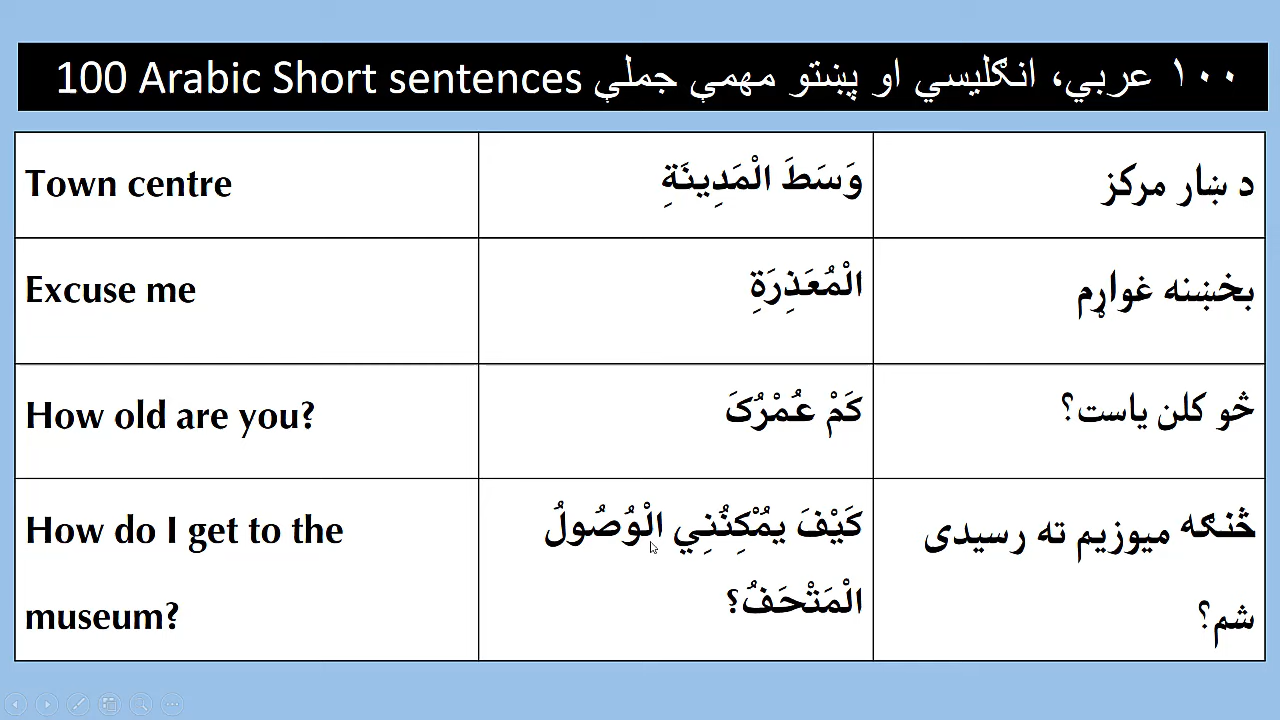 100 Arabic Short sentences ۱۰۰ عربي، انګلیسي او پښتو مهمې جملې
Town centre
وَسَطَ الْمَدِينَةِ
د ښار مرکز
Excuse me
الْمُعَذِرَةِ
بخښنه غواړم
How old are you?
كَمْ عُمْرُکَ
څو کلن یاست؟
How do I get to the
museum?
كَيْفَ يمُْكِنُنِي الْوُصُولُ
الْمَتْحَفُ؟
څنګه میوزیم ته رسیدی
شم؟